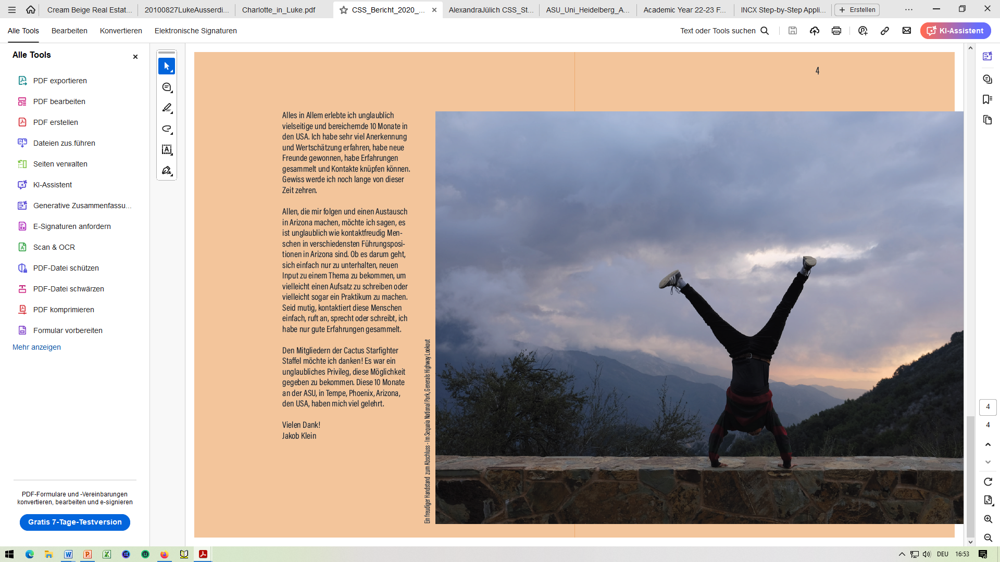 Cream Beige Real Estat...
20100827LukeAusserdi...
Charlotte_in_Luke.pdf
CSS_Bericht_2020_...
AlexandraJülich CSS_St...
ASU_Uni_Heidelberg_A...
Academic Year 22-23 F...
INCX Step-by-Step Appli...
Erstellen
Alle Tools
Bearbeiten
Konvertieren
Elektronische Signaturen
Text oder Tools suchen
KI-Assistent
Alle Tools
PDF exportieren
PDF bearbeiten
PDF erstellen
Dateien zus.führen
Seiten verwalten
KI-Assistent
Generative Zusammenfassu...
E-Signaturen anfordern
Scan & OCR
PDF-Datei schützen
PDF-Datei schwärzen
PDF komprimieren
Formular vorbereiten
Mehr anzeigen
PDF-Formulare und -Vereinbarungen
konvertieren, bearbeiten und e-signieren
Gratis 7-Tage-Testversion
4
Alles in Allem erlebte ich unglaublich
vielseitige und bereichernde 10 Monate in
den USA. Ich habe sehr viel Anerkennung
und Wertschätzung erfahren, habe neue
Freunde gewonnen, habe Erfahrungen
gesammelt und Kontakte knüpfen können.
Gewiss werde ich noch lange von dieser
Zeit zehren.
Allen, die mir folgen und einen Austausch
in Arizona machen, möchte ich sagen, es
ist unglaublich wie kontaktfreudig Men-
schen in verschiedensten Führungsposi-
tionen in Arizona sind. Ob es darum geht,
sich einfach nur zu unterhalten, neuen
Input zu einem Thema zu bekommen, um
vielleicht einen Aufsatz zu schreiben oder
vielleicht sogar ein Praktikum zu machen.
Seid mutig, kontaktiert diese Menschen
einfach, ruft an, sprecht oder schreibt, ich
habe nur gute Erfahrungen gesammelt.
Den Mitgliedern der Cactus Starfighter
Staffel möchte ich danken! Es war ein
unglaubliches Privileg, diese Möglichkeit
gegeben zu bekommen. Diese 10 Monate
an der ASU, in Tempe, Phoenix, Arizona,
den USA, haben mich viel gelehrt.
Vielen Dank!
Jakob Klein
Ein freudiger Handstand zum Abschluss - Im Sequoia National Park, Generals Highway Lookout
4
4
DEU
16:53